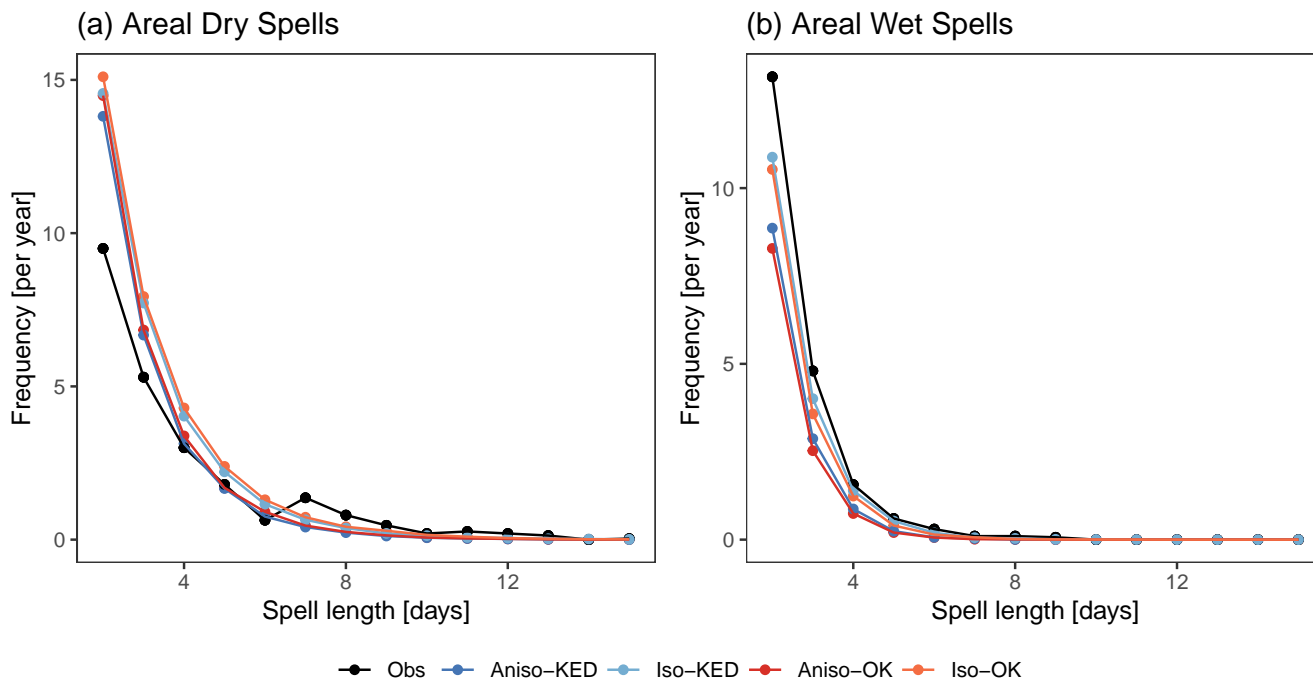 (a) Areal Dry Spells
(b) Areal Wet Spells
Frequency [per year]
15
10
5
0
4
8
12
Spell length [days]
Frequency [per year]
10
5
0
4
8
12
Spell length [days]
Obs
Aniso−KED
Iso−KED
Aniso−OK
Iso−OK